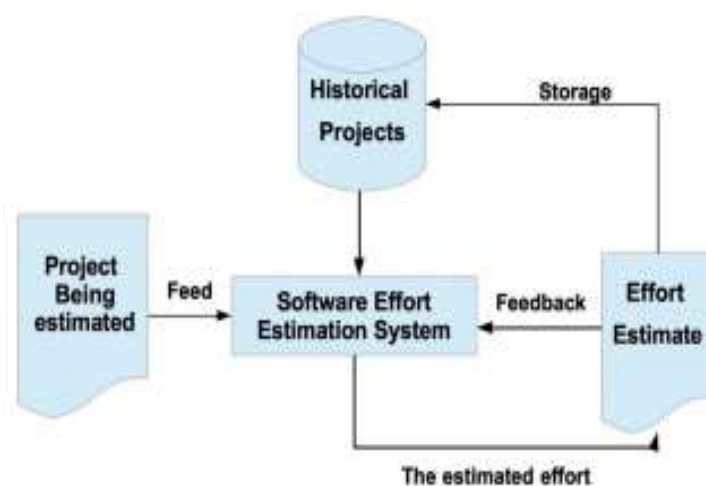 Historical
Projects
Storage
Project
Being
estimated
Feed
Software Effort
Estimation System
Feedback
Effort
Estimate
The estimated effort